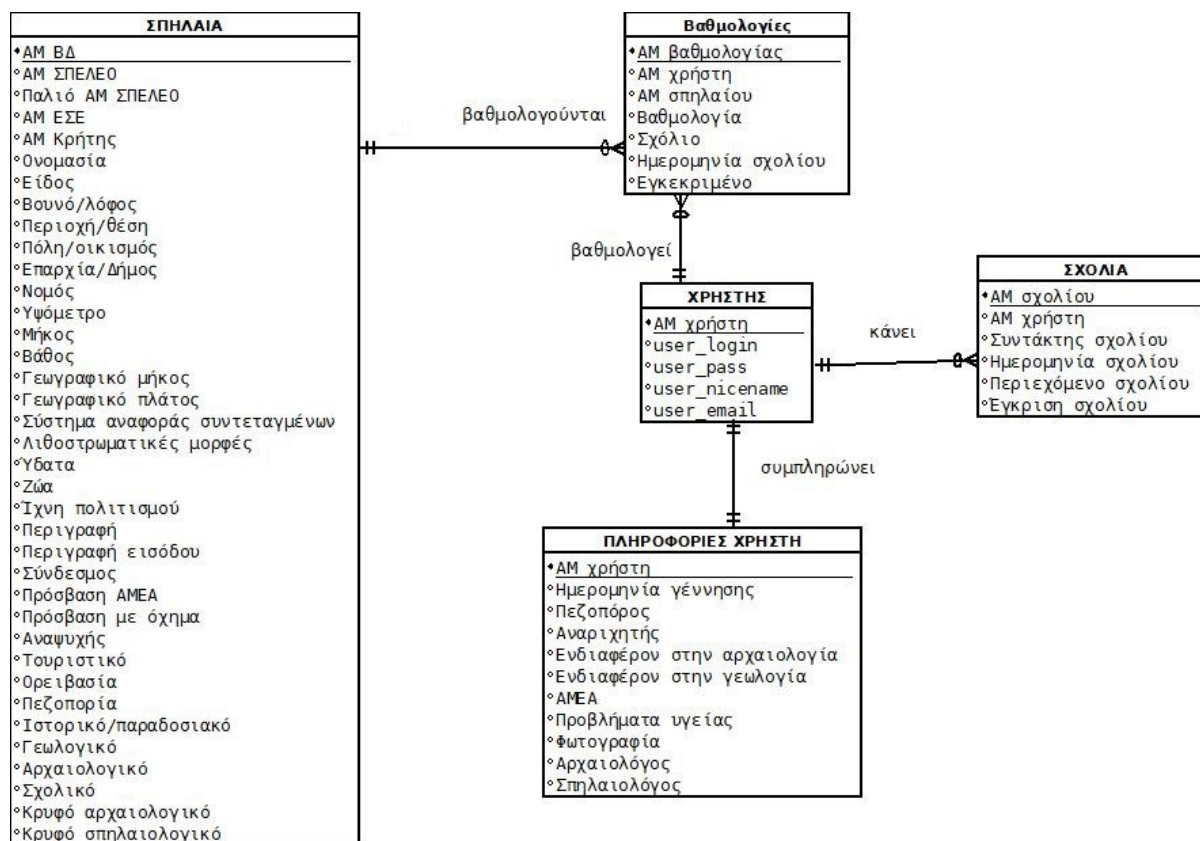 ΣΠΗΛΑΙΑ
ΑΜ ΒΔ
ΑΜ ΣΠΕΛΕΟ
Παλιό ΑΜ ΣΠΕΛΕΟ
ΑΜ ΕΣΕ
ΑΜ Κρήτης
Ονομασία
Είδος
Βουνό/λόφος
Περιοχή/θέση
Πόλη/οικισμός
Επαρχία/Δήμος
Νομός
Υψόμετρο
Μήκος
Βάθος
Γεωγραφικό μήκος
Γεωγραφικό πλάτος
Σύστημα αναφοράς συντεταγμένων
Λιθοστρωματικές μορφές
Ύδατα
Ζώα
Ίχνη πολιτισμού
Περιγραφή
Περιγραφή εισόδου
Σύνδεσμος
Πρόσβαση ΑΜΕΑ
Πρόσβαση με όχημα
Αναψυχής
Τουριστικό
Ορειβασία
Πεζοπορία
Ιστορικό/παραδοσιακό
Γεωλογικό
Αρχαιολογικό
Σχολικό
Κρυφό αρχαιολογικό
Κρυφό σπηλαιολογικό
βαθμολογούνται
Βαθμολογίες
ΑΜ βαθμολογίας
ΑΜ χρήστη
ΑΜ σπηλαίου
Βαθμολογία
Σχόλιο
Ημερομηνία σχολίου
Εγκεκριμένο
βαθμολογεί
ΧΡΗΣΤΗΣ
ΑΜ χρήστη
user_login
user_pass
user_nicename
user_email
κάνει
ΣΧΟΛΙΑ
ΑΜ σχολίου
ΑΜ χρήστη
Συντάκτης σχολίου
Ημερομηνία σχολίου
Περιεχόμενο σχολίου
Έγκριση σχολίου
συμπληρώνει
ΠΛΗΡΟΦΟΡΙΕΣ ΧΡΗΣΤΗ
ΑΜ χρήστη
Ημερομηνία γέννησης
Πεζοπόρος
Αναριχητής
Ενδιαφέρον στην αρχαιολογία
Ενδιαφέρον στην γεωλογία
ΑΜΕΑ
Προβλήματα υγείας
Φωτογραφία
Αρχαιολόγος
Σπηλαιολόγος